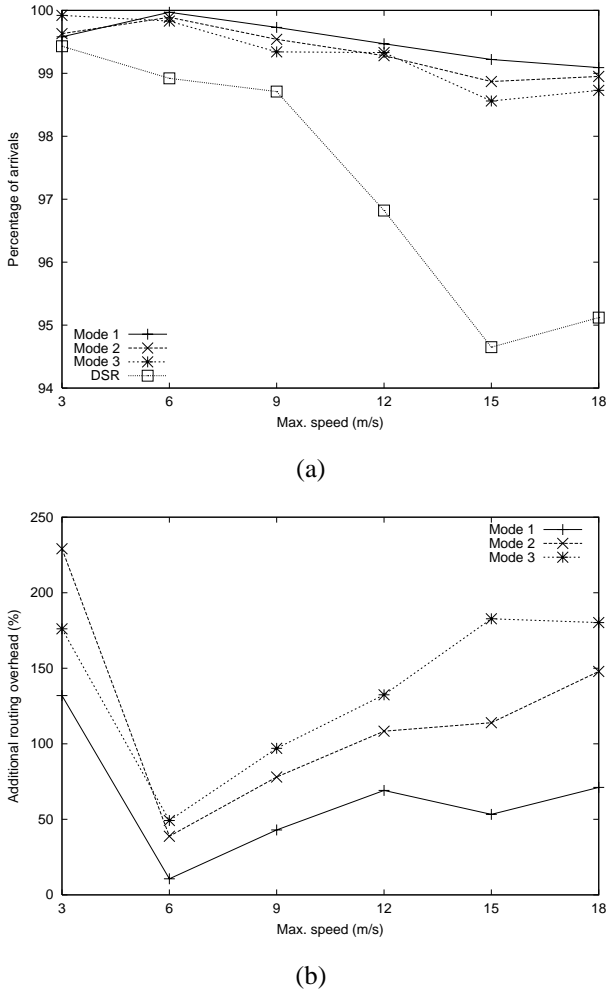 100
99
98
97
96
95
94
Percentage of arrivals
Mode 1
Mode 2
Mode 3
DSR
3 6 9 12 15 18
Max. speed (m/s)
(a)
250
200
150
100
50
0
Additional routing overhead (%)
Mode 1
Mode 2
Mode 3
3 6 9 12 15 18
Max. speed (m/s)
(b)